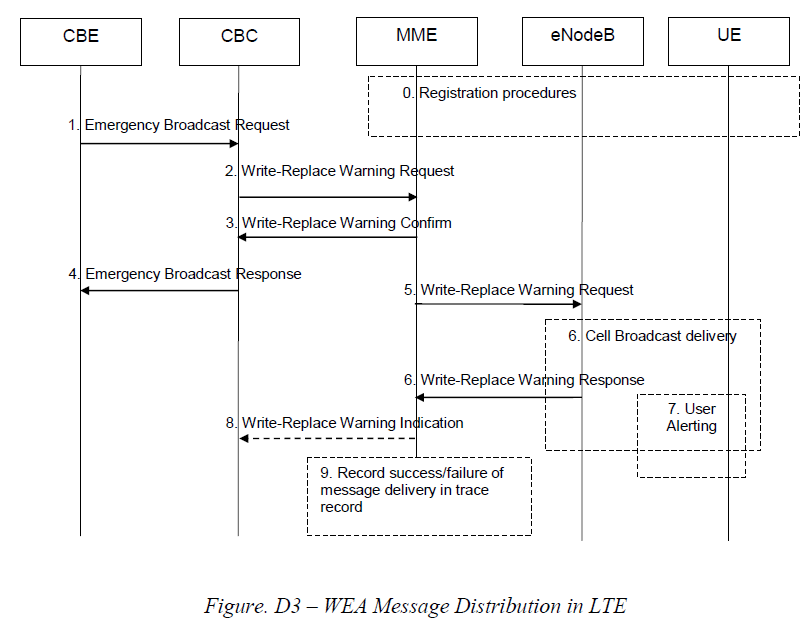 CBE
CBC
MME
eNodeB
UE
0. Registration procedures
1. Emergency Broadcast Request
2. Write-Replace Warning Request
3. Write-Replace Warning Confirm
4. Emergency Broadcast Response
5. Write-Replace Warning Request
6. Cell Broadcast delivery
6. Write-Replace Warning Response
7. User
Alerting
8. Write-Replace Warning Indication
9. Record success/failure of
message delivery in trace
record
Figure. D3 – WEA Message Distribution in LTE